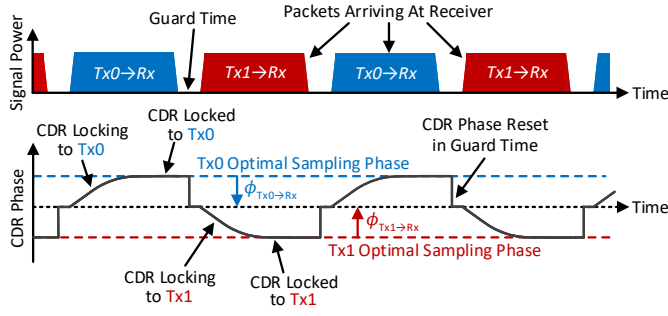 Guard Time
Packets Arriving At Receiver
Signal Power
Tx0→Rx
Tx1→Rx
Tx0→Rx
Tx1→Rx
Time
CDR Locking
to Tx0
CDR Locked
to Tx0
CDR Phase Reset
in Guard Time
Tx0 Optimal Sampling Phase
CDR Phase
ϕTx0→Rx
Time
ϕTx1→Rx
Tx1 Optimal Sampling Phase
CDR Locking
to Tx1
CDR Locked
to Tx1